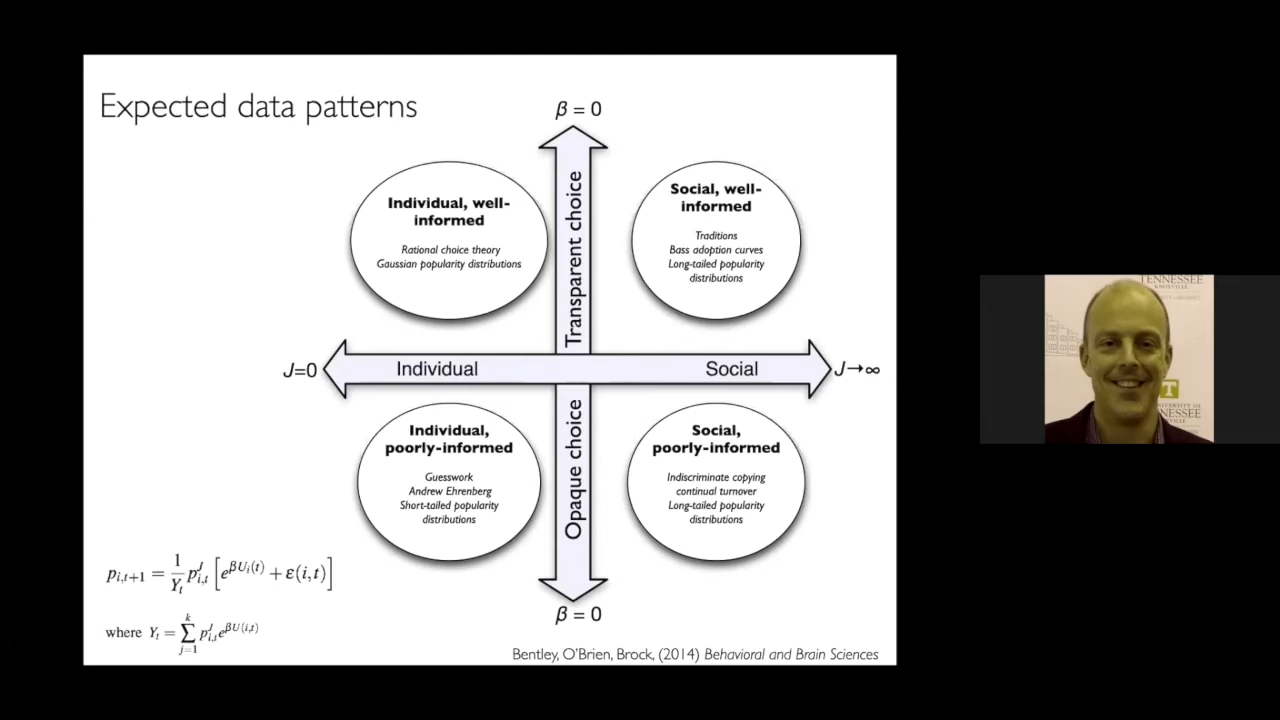 Expected data patterns
β = 0
Individual, well-
informed
Rational choice theory
Gaussian popularity distributions
Transparent choice
Social, well-
informed
Traditions
Bass adoption curves
Long-tailed popularity
distributions
J=0
Individual
Social
J→∞
Individual,
poorly-informed
Guesswork
Andrew Ehrenberg
Short-tailed popularity
distributions
Opaque choice
Social,
poorly-informed
Indiscriminate copying
continual turnover
Long-tailed popularity
distributions
β = 0
p_{i,t+1} = \frac{1}{Y_t} p_{i,t}^J [e^{βU_i(t)} + ε(i,t)]
where Y_t = \sum_{j=1}^{k} p_{i,t}^J e^{βU(i,t)}
Bentley, O'Brien, Brock, (2014) Behavioral and Brain Sciences
TENNESSEE
KNOXVILLE
T
UNIVERSITY OF